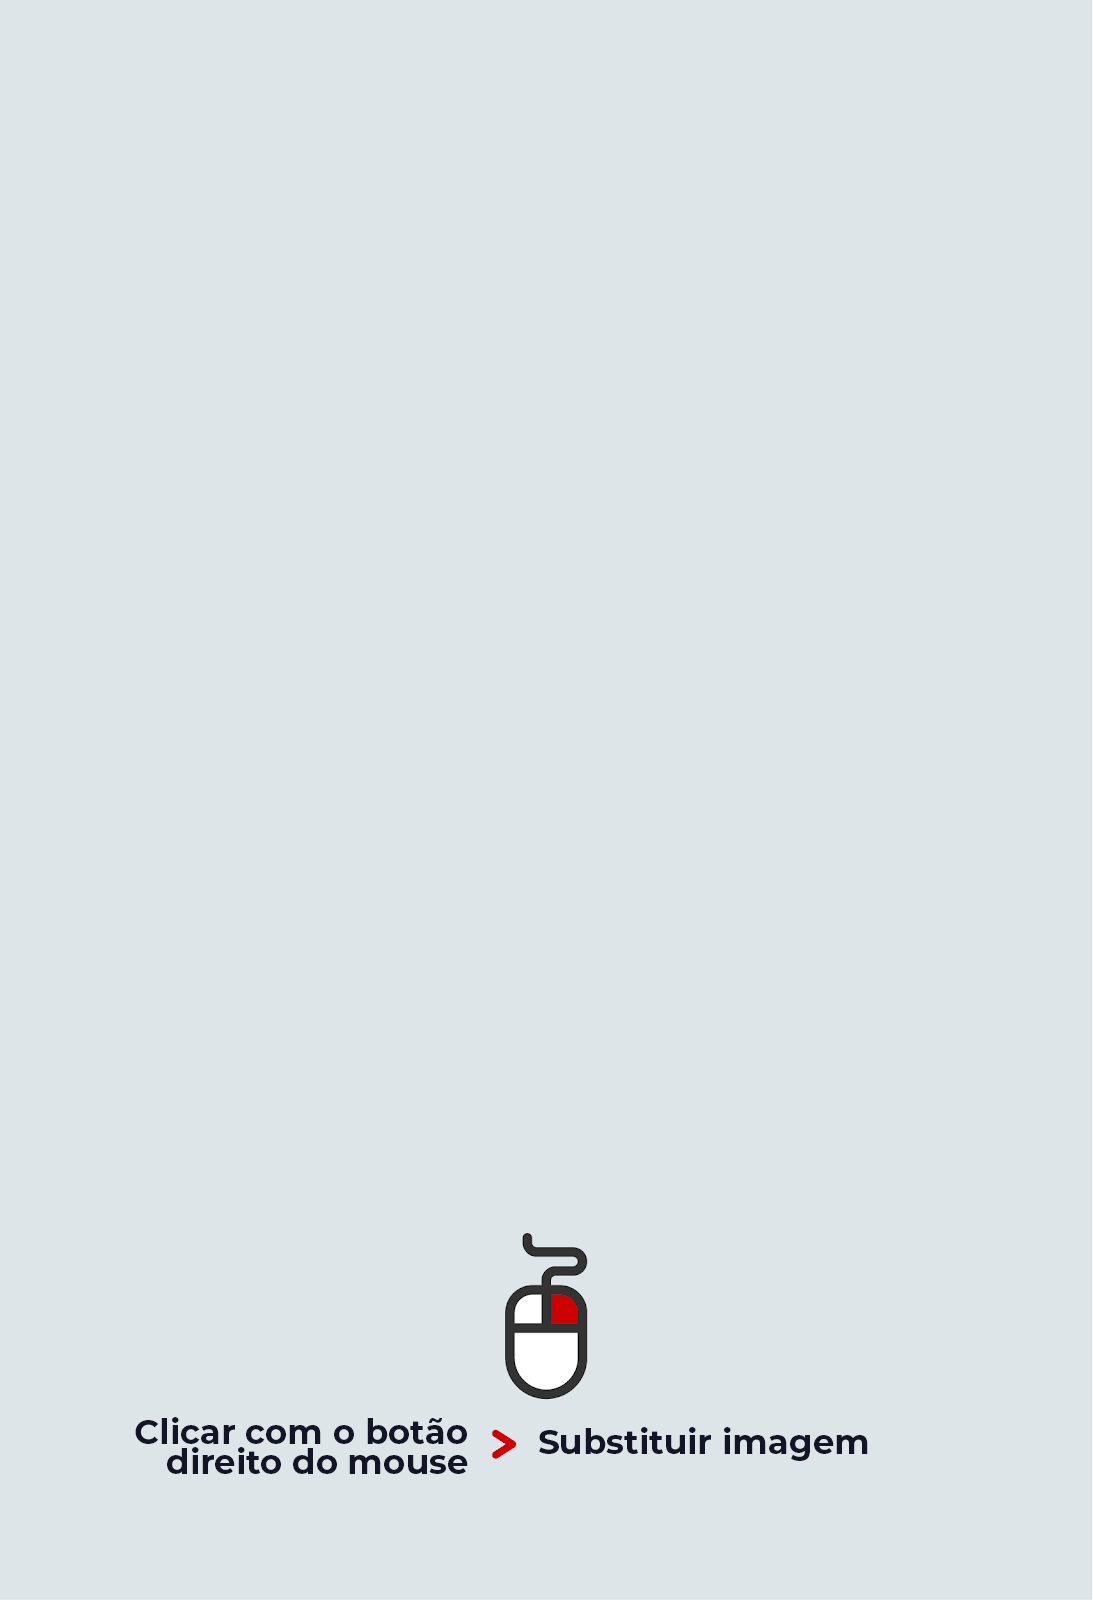 Clicar com o botão
direito do mouse
> Substituir imagem